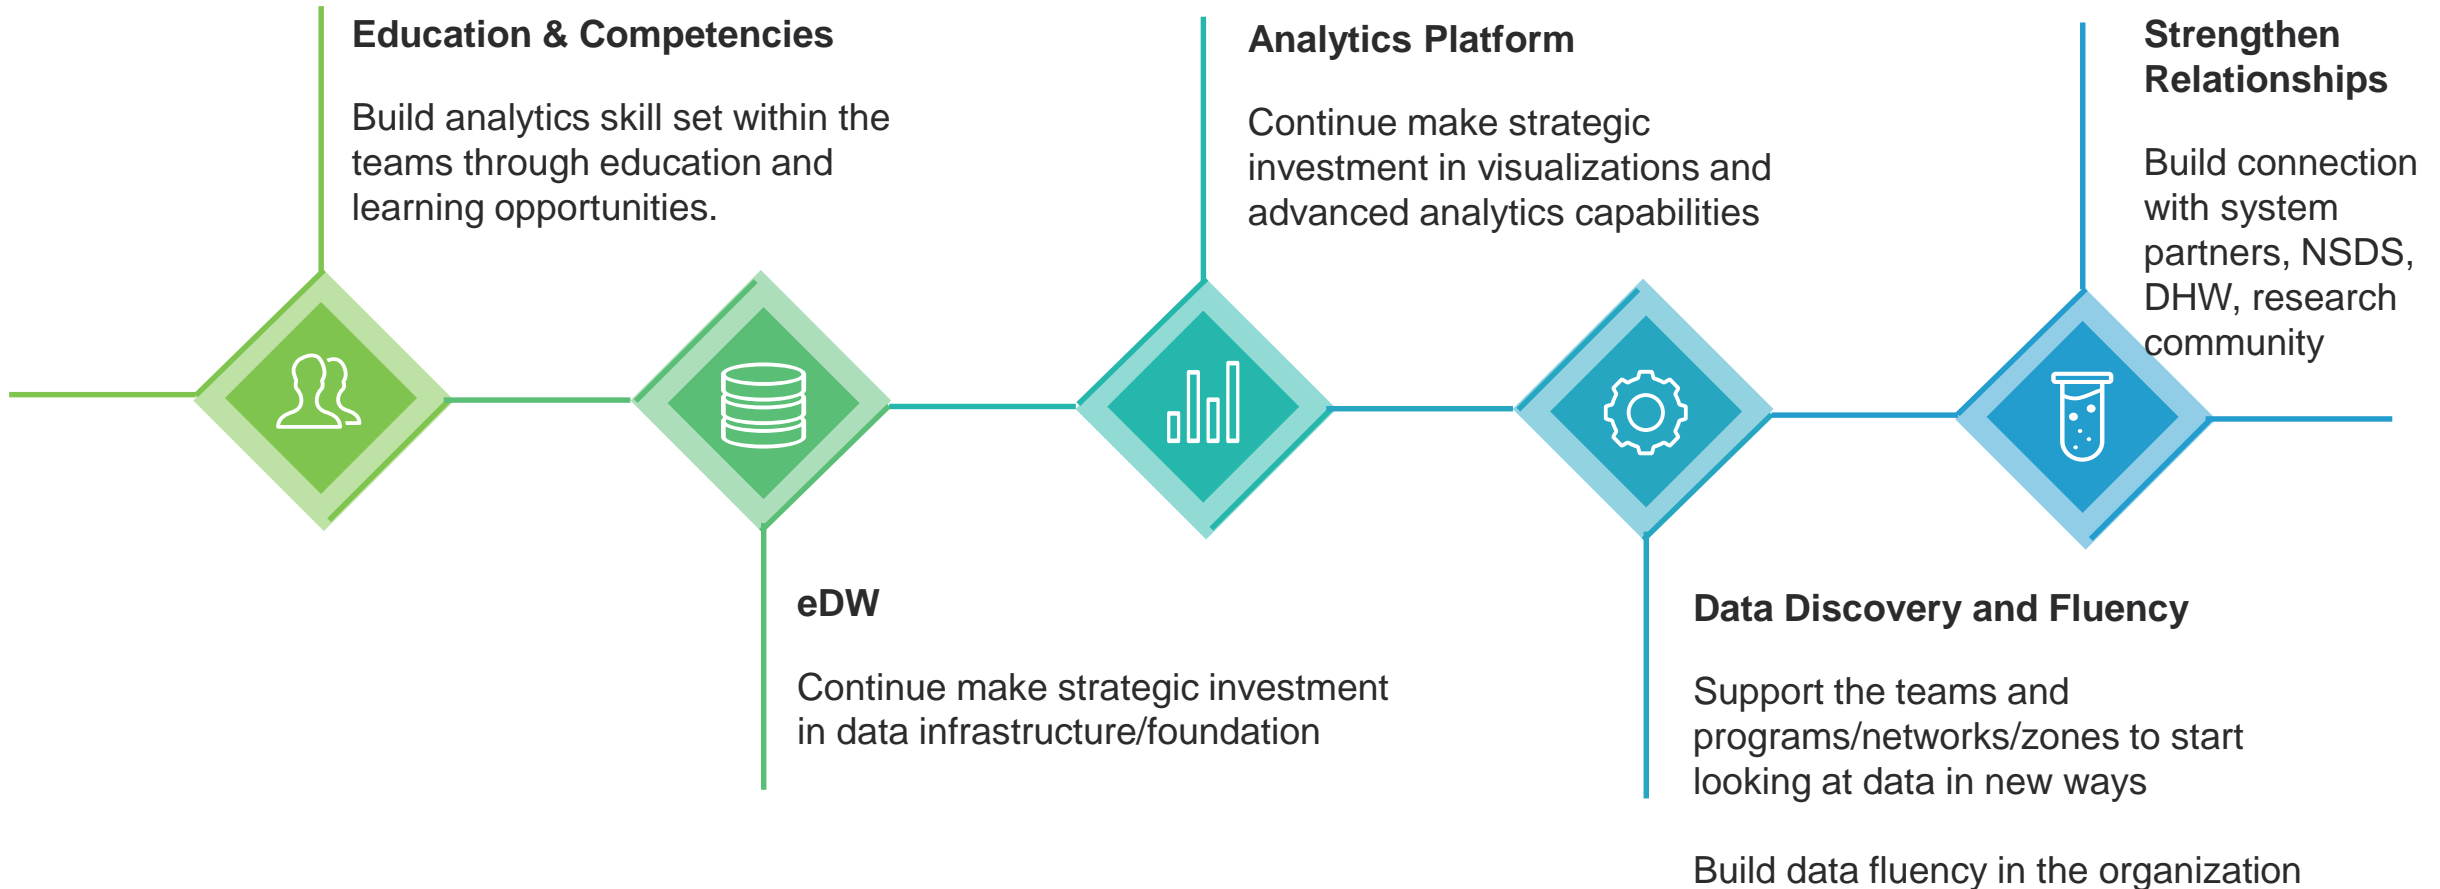 Education & Competencies
Build analytics skill set within the
teams through education and
learning opportunities.
eDW
Continue make strategic investment
in data infrastructure/foundation
Analytics Platform
Continue make strategic
investment in visualizations and
advanced analytics capabilities
Data Discovery and Fluency
Support the teams and
programs/networks/zones to start
looking at data in new ways
Build data fluency in the organization
Strengthen
Relationships
Build connection
with system
partners, NSDS,
DHW, research
community